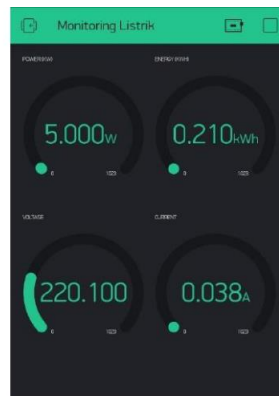 Monitoring Listrik
POWER (W)
ENERGY (KWH)
5.000W
0.210kWh
0 1023
0 1023
VOLTAGE
CURRENT
220.100
0.038A
0 1023
0 1023